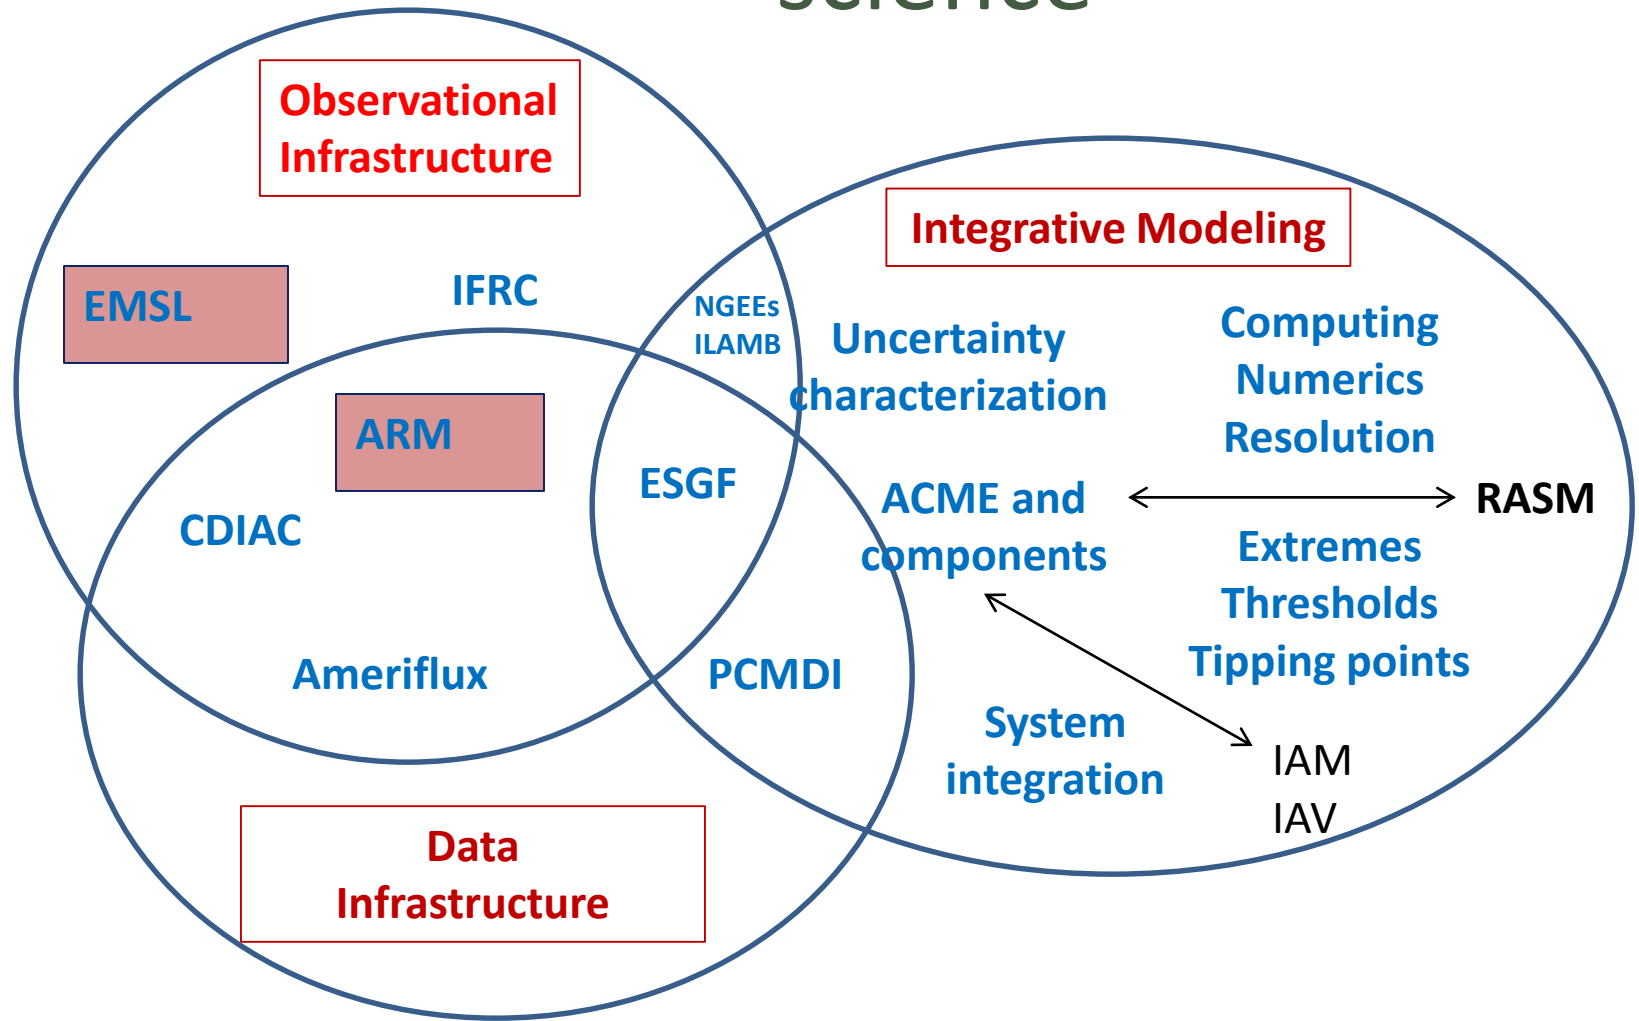 science
Observational
Infrastructure
Integrative Modeling
EMSL
IFRC
NGEEs
ILAMB
Uncertainty
characterization
Computing
Numerics
Resolution
ARM
ESGF
CDIAC
ACME and
components
RASM
Extremes
Thresholds
Tipping points
Ameriflux
PCMDI
System
integration
IAM
IAV
Data
Infrastructure